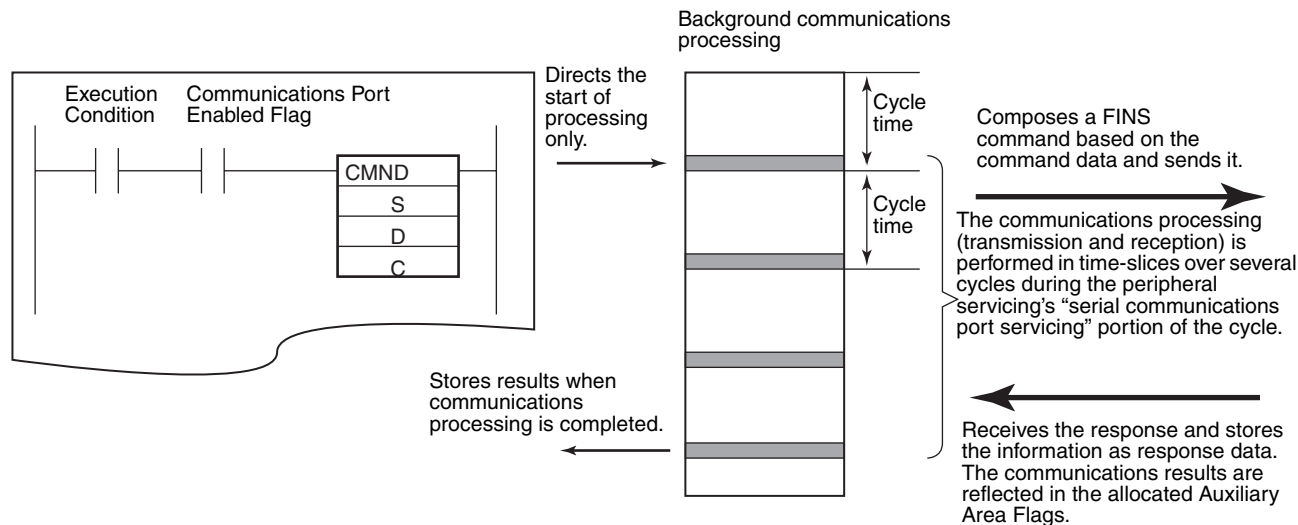 Background communications
processing
Execution
Condition
Communications Port
Enabled Flag
CMND
S
D
C
Directs the
start of
processing
only.
Cycle
time
Cycle
time
Composes a FINS
command based on the
command data and sends it.
The communications processing
(transmission and reception) is
performed in time-slices over several
cycles during the peripheral
servicing's “serial communications
port servicing” portion of the cycle.
Stores results when
communications
processing is completed.
Receives the response and stores
the information as response data.
The communications results are
reflected in the allocated Auxiliary
Area Flags.